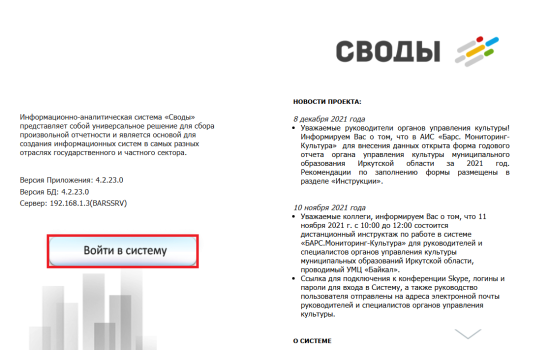 СВОДЫ
Информационно-аналитическая система «Своды»
представляет собой универсальное решение для сбора
произвольной отчетности и является основой для
создания информационных систем в самых разных
отраслях государственного и частного сектора.
Версия Приложения: 4.2.23.0
Версия БД: 4.2.23.0
Сервер: 192.168.1.3(BARSSRV)
Войти в систему
НОВОСТИ ПРОЕКТА:
8 декабря 2021 года
• Уважаемые руководители органов управления культуры!
Информируем Вас о том, что в АИС «Барс. Мониторинг-
Культура» для внесения данных открыта форма годового
отчета органа управления культуры муниципального
образования Иркутской области за 2021 год.
Рекомендации по заполнению формы размещены в
разделе «Инструкции».
10 ноября 2021 года
• Уважаемые коллеги, информируем Вас о том, что 11
ноября 2021 г. с 10:00 до 12:00 состоится
дистанционный инструктаж по работе в системе
«БАРС.Мониторинг-Культура» для руководителей и
специалистов органов управления культуры
муниципальных образований Иркутской области,
проводимый УМЦ «Байкал».
• Ссылка для подключения к конференции Skype, логины и
пароли для входа в Систему, а также руководство
пользователя отправлены на адреса электронной почты
руководителей и специалистов органов управления
культуры.
О СИСТЕМЕ